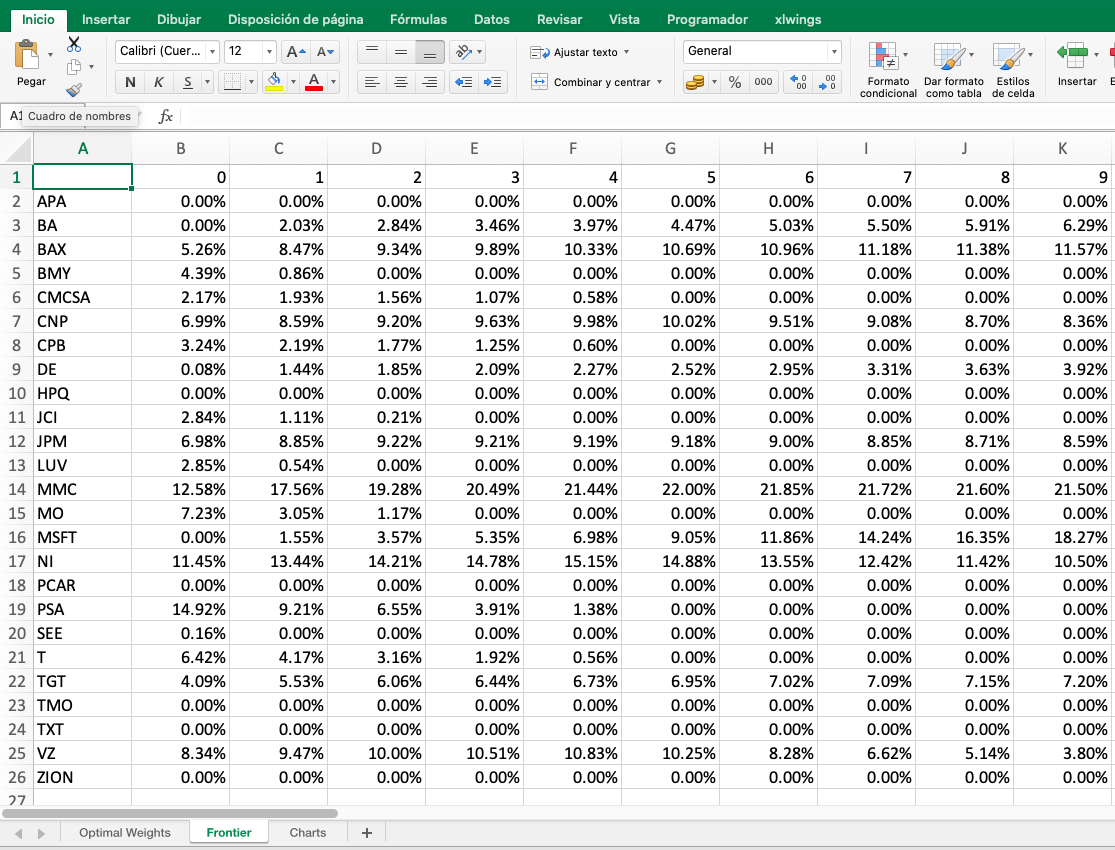 Inicio Insertar Dibujar Disposición de página Fórmulas Datos Revisar Vista Programador xlwings
Calibri (Cuer... 12 A A Ajustar texto General
Pegar N K S A Combinar y centrar % 000 Formato condicional Dar formato como tabla Estilos de celda Insertar
Cuadro de nombres fx
A B C D E F G H I J K
1 0 1 2 3 4 5 6 7 8 9
2 APA 0.00% 0.00% 0.00% 0.00% 0.00% 0.00% 0.00% 0.00% 0.00% 0.00%
3 BA 0.00% 2.03% 2.84% 3.46% 3.97% 4.47% 5.03% 5.50% 5.91% 6.29%
4 BAX 5.26% 8.47% 9.34% 9.89% 10.33% 10.69% 10.96% 11.18% 11.38% 11.57%
5 BMY 4.39% 0.86% 0.00% 0.00% 0.00% 0.00% 0.00% 0.00% 0.00% 0.00%
6 CMCSA 2.17% 1.93% 1.56% 1.07% 0.58% 0.00% 0.00% 0.00% 0.00% 0.00%
7 CNP 6.99% 8.59% 9.20% 9.63% 9.98% 10.02% 9.51% 9.08% 8.70% 8.36%
8 CPB 3.24% 2.19% 1.77% 1.25% 0.60% 0.00% 0.00% 0.00% 0.00% 0.00%
9 DE 0.08% 1.44% 1.85% 2.09% 2.27% 2.52% 2.95% 3.31% 3.63% 3.92%
10 HPQ 0.00% 0.00% 0.00% 0.00% 0.00% 0.00% 0.00% 0.00% 0.00% 0.00%
11 JCI 2.84% 1.11% 0.21% 0.00% 0.00% 0.00% 0.00% 0.00% 0.00% 0.00%
12 JPM 6.98% 8.85% 9.22% 9.21% 9.19% 9.18% 9.00% 8.85% 8.71% 8.59%
13 LUV 2.85% 0.54% 0.00% 0.00% 0.00% 0.00% 0.00% 0.00% 0.00% 0.00%
14 MMC 12.58% 17.56% 19.28% 20.49% 21.44% 22.00% 21.85% 21.72% 21.60% 21.50%
15 MO 7.23% 3.05% 1.17% 0.00% 0.00% 0.00% 0.00% 0.00% 0.00% 0.00%
16 MSFT 0.00% 1.55% 3.57% 5.35% 6.98% 9.05% 11.86% 14.24% 16.35% 18.27%
17 NI 11.45% 13.44% 14.21% 14.78% 15.15% 14.88% 13.55% 12.42% 11.42% 10.50%
18 PCAR 0.00% 0.00% 0.00% 0.00% 0.00% 0.00% 0.00% 0.00% 0.00% 0.00%
19 PSA 14.92% 9.21% 6.55% 3.91% 1.38% 0.00% 0.00% 0.00% 0.00% 0.00%
20 SEE 0.16% 0.00% 0.00% 0.00% 0.00% 0.00% 0.00% 0.00% 0.00% 0.00%
21 T 6.42% 4.17% 3.16% 1.92% 0.56% 0.00% 0.00% 0.00% 0.00% 0.00%
22 TGT 4.09% 5.53% 6.06% 6.44% 6.73% 6.95% 7.02% 7.09% 7.15% 7.20%
23 TMO 0.00% 0.00% 0.00% 0.00% 0.00% 0.00% 0.00% 0.00% 0.00% 0.00%
24 TXT 0.00% 0.00% 0.00% 0.00% 0.00% 0.00% 0.00% 0.00% 0.00% 0.00%
25 VZ 8.34% 9.47% 10.00% 10.51% 10.83% 10.25% 8.28% 6.62% 5.14% 3.80%
26 ZION 0.00% 0.00% 0.00% 0.00% 0.00% 0.00% 0.00% 0.00% 0.00% 0.00%
27
Optimal Weights Frontier Charts